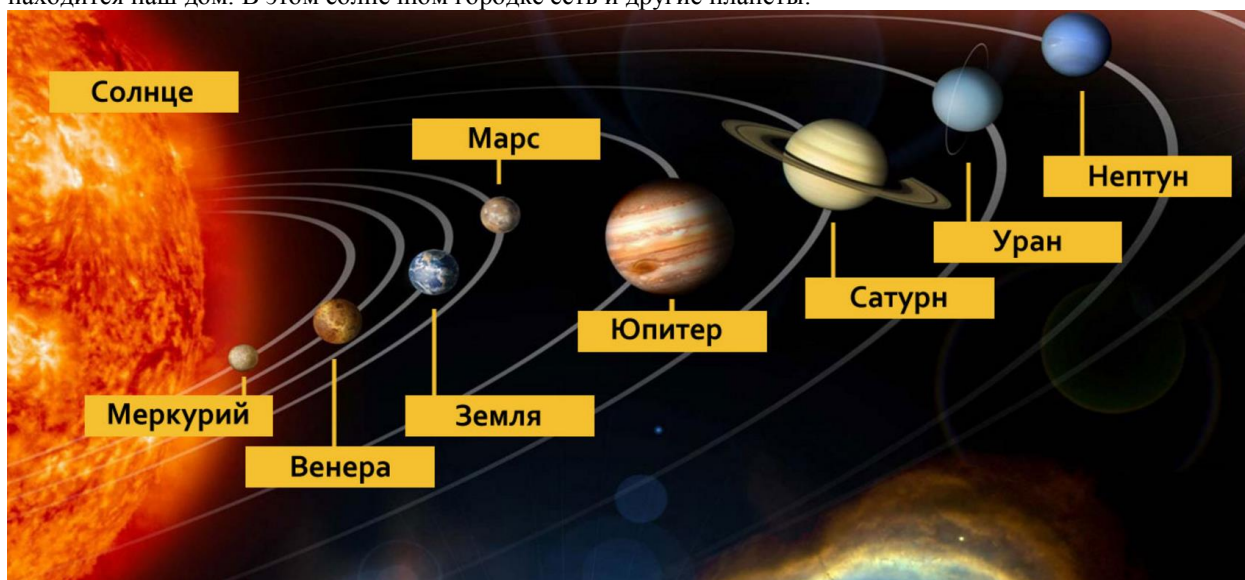 находится наш дом. В этом солнечном городке есть и другие планеты.
Солнце
Марс
Нептун
Уран
Сатурн
Юпитер
Меркурий
Земля
Венера